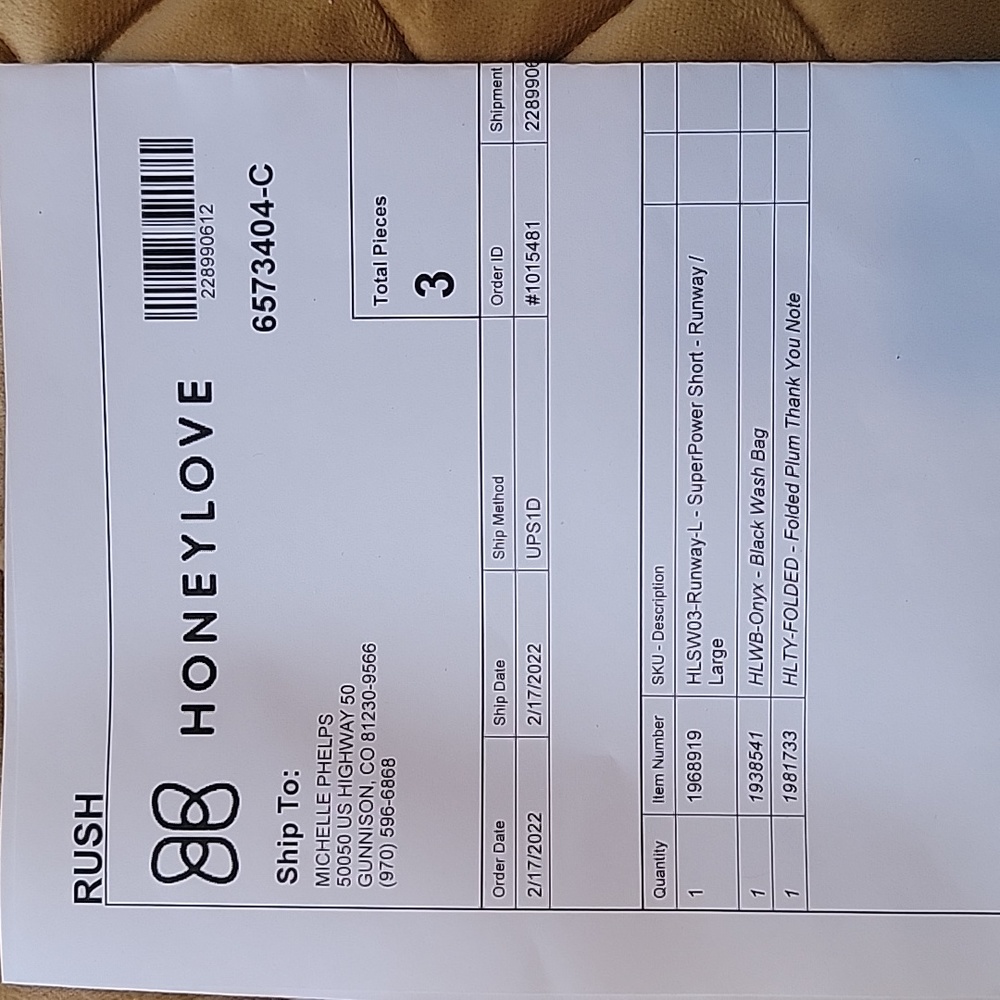 RUSH
HONEYLOVE
228990612
6573404-C
Ship To:
MICHELLE PHELPS
50050 US HIGHWAY 50
GUNNISON, CO 81230-9566
(970) 596-6868
Total Pieces
3
Order Date Ship Date Ship Method Order ID Shipment
2/17/2022 2/17/2022 UPS1D #1015481 2289906
Quantity Item Number SKU - Description
1 1968919 HLSW03-Runway-L - SuperPower Short - Runway /
Large
1 1938541 HLWB-Onyx - Black Wash Bag
1 1981733 HLTY-FOLDED - Folded Plum Thank You Note